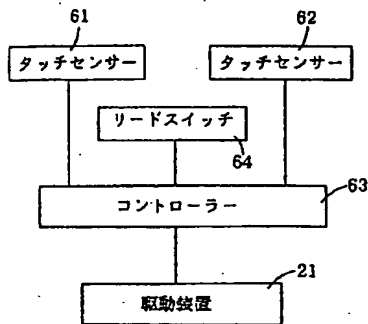 61
62
タッチセンサー
タッチセンサー
リードスイッチ
64
63
コントローラー
21
駆動装置